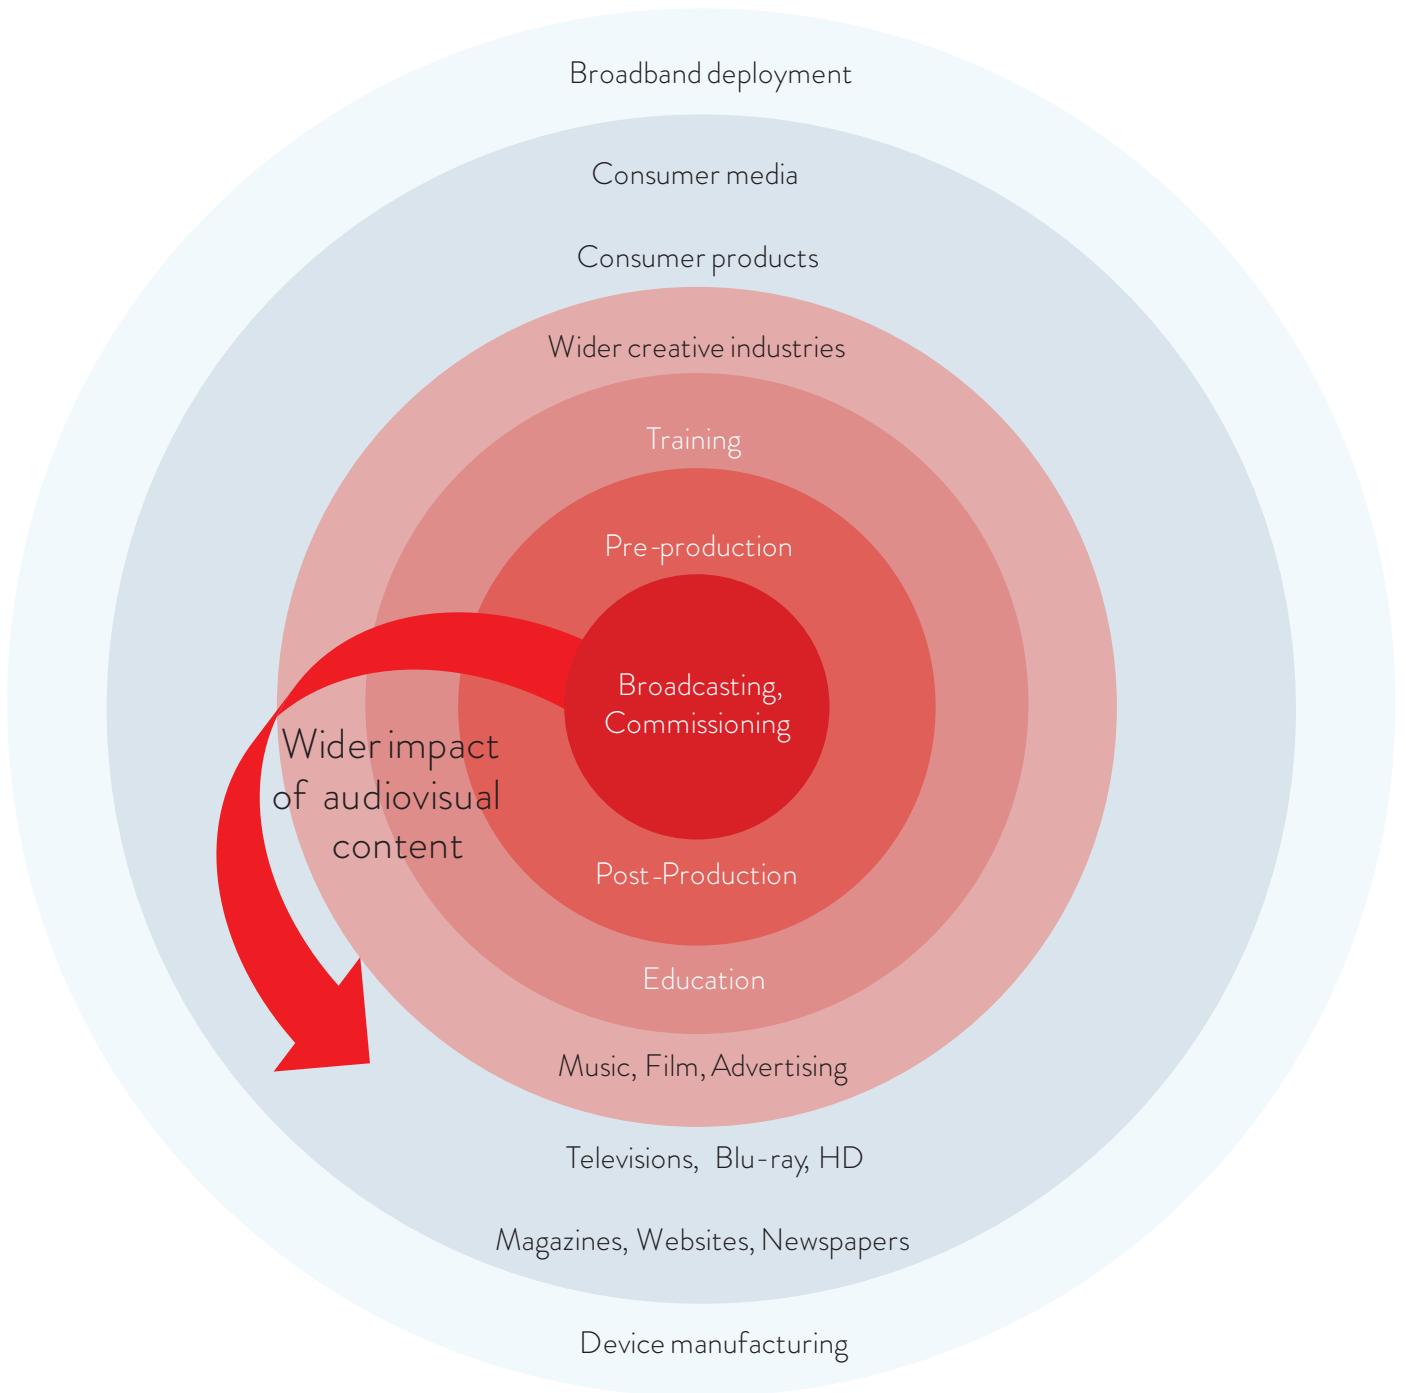 Broadband deployment
Consumer media
Consumer products
Wider creative industries
Training
Pre-production
Broadcasting,
Commissioning
Wider impact
of audiovisual
content
Post-Production
Education
Music, Film, Advertising
Televisions, Blu-ray, HD
Magazines, Websites, Newspapers
Device manufacturing